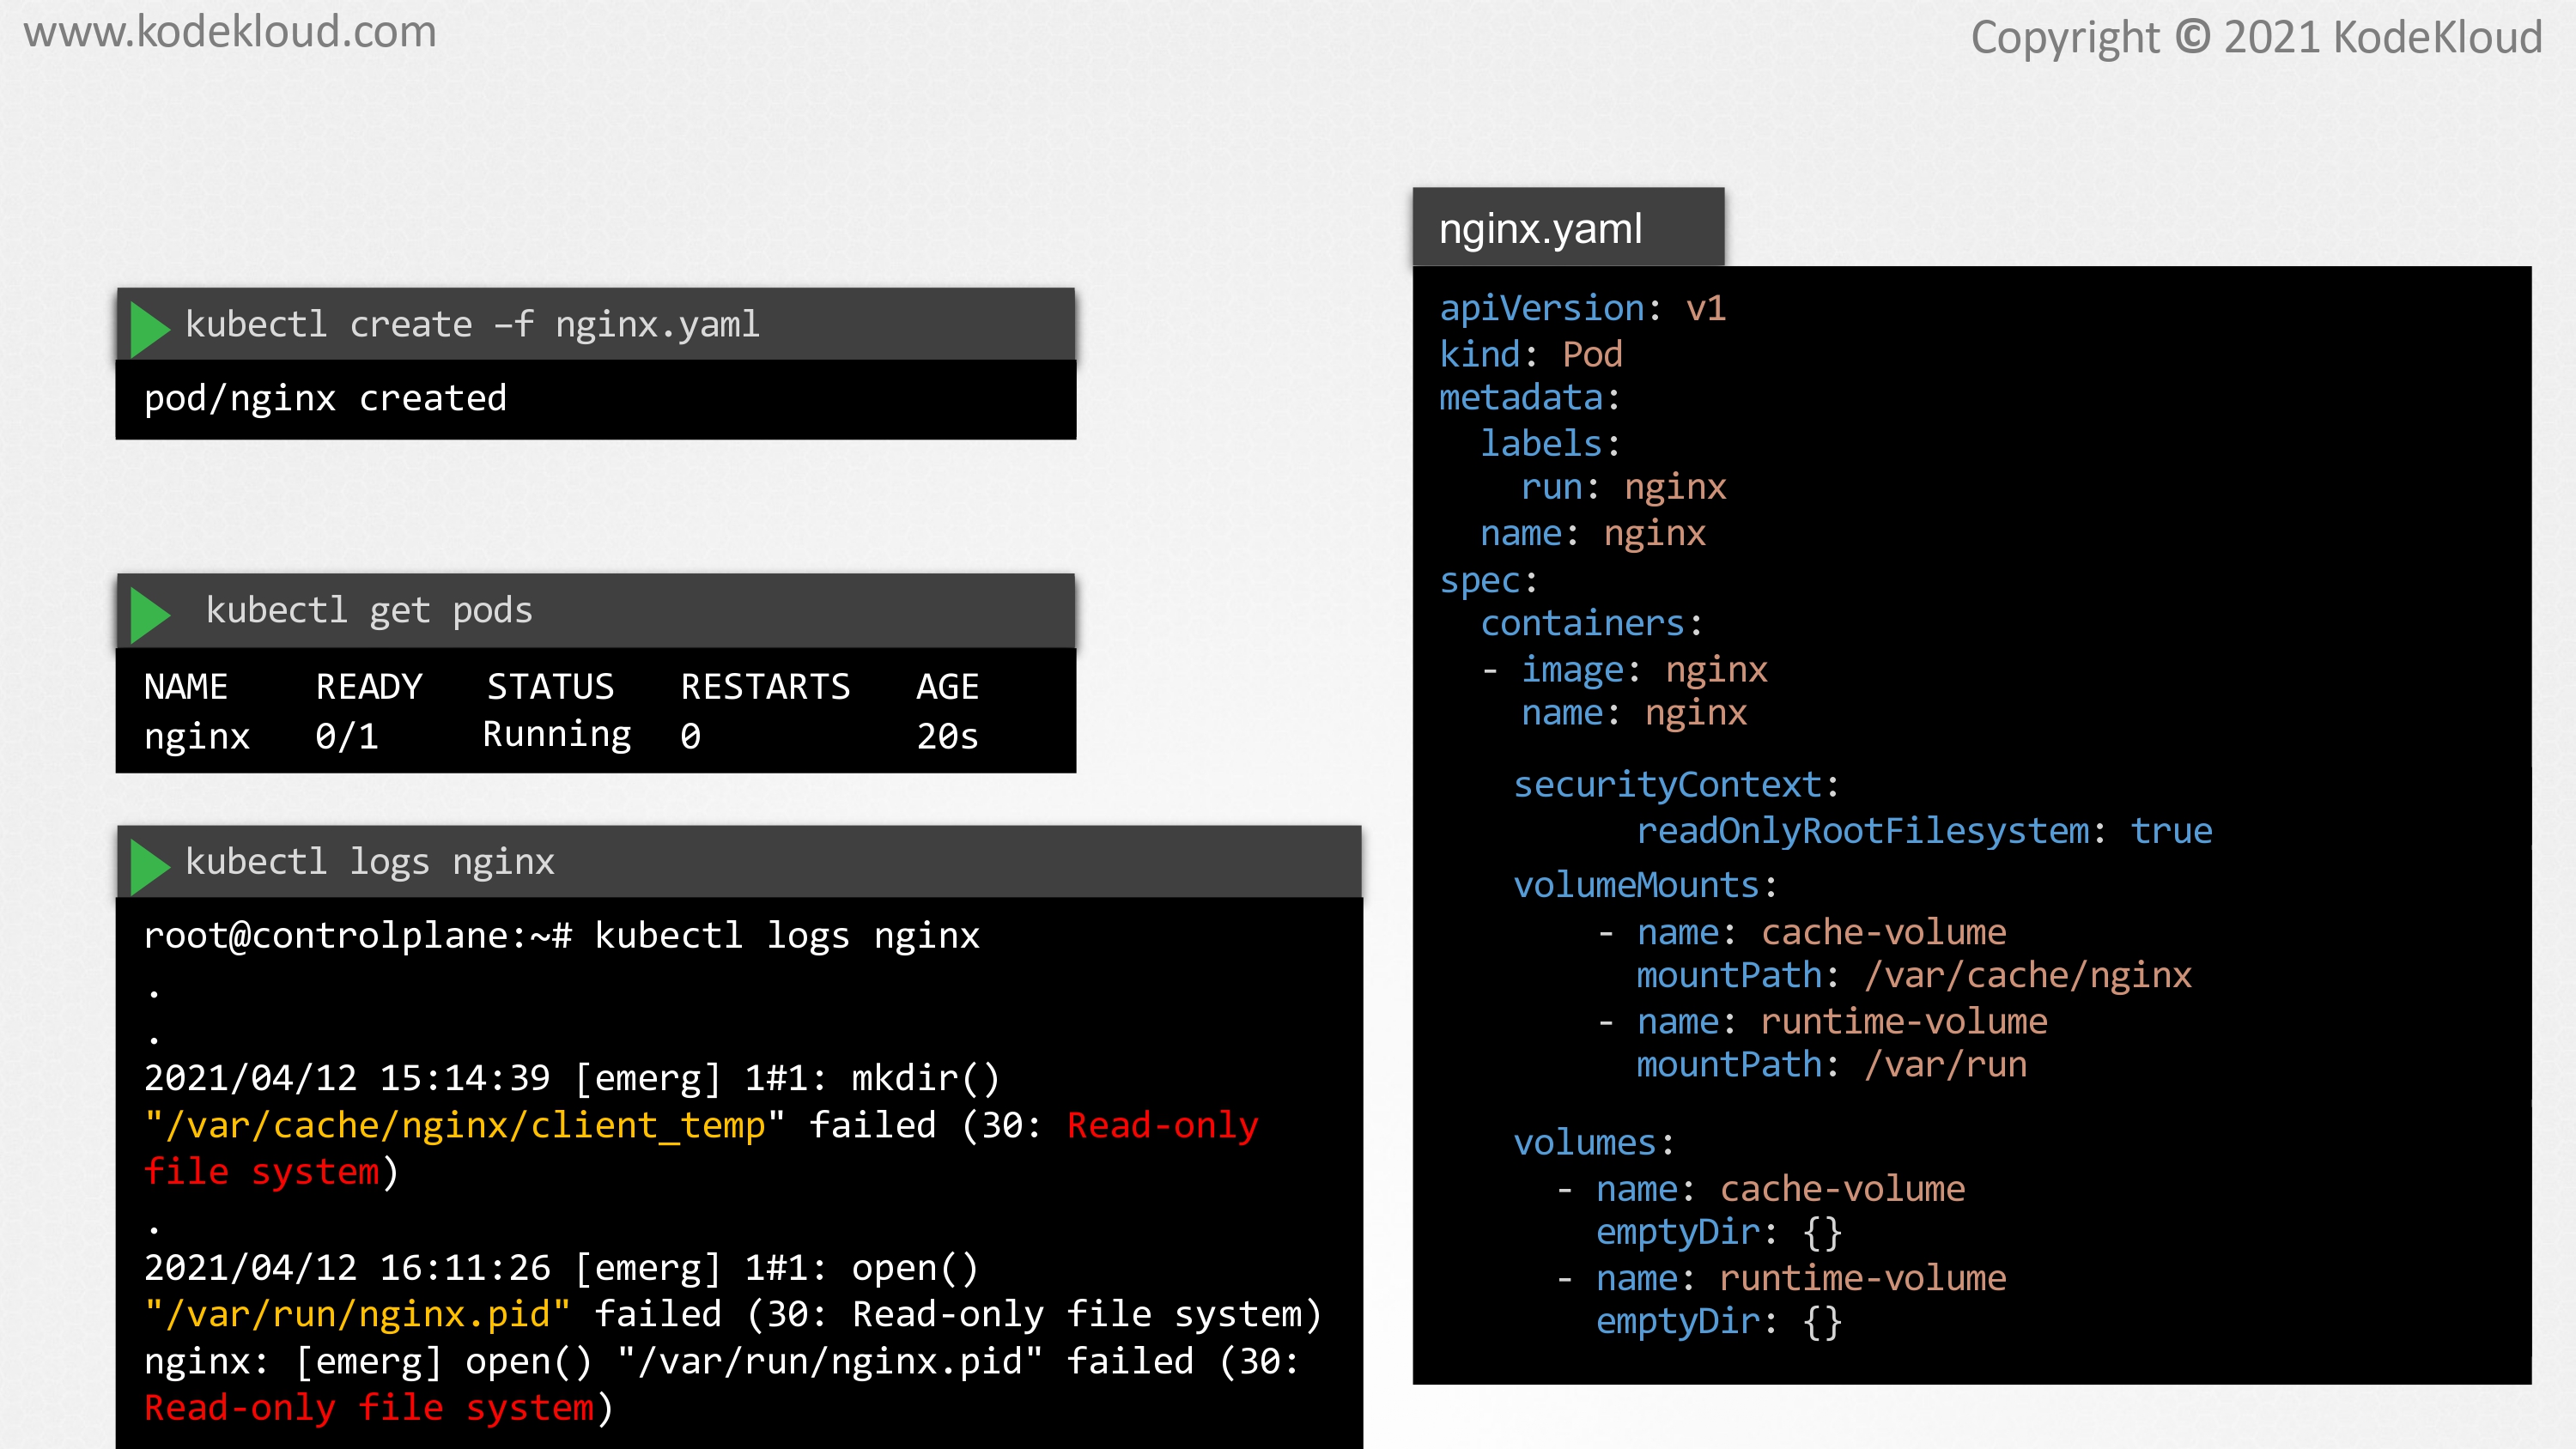 www.kodekloud.com
Copyright © 2021 KodeKloud
kubectl create –f nginx.yaml
pod/nginx created
kubectl get pods
NAME READY STATUS RESTARTS AGE
nginx 0/1 Running 0 20s
kubectl logs nginx
root@controlplane:~# kubectl logs nginx
.
.
2021/04/12 15:14:39 [emerg] 1#1: mkdir()
"/var/cache/nginx/client_temp" failed (30: Read-only
file system)
.
2021/04/12 16:11:26 [emerg] 1#1: open()
"/var/run/nginx.pid" failed (30: Read-only file system)
nginx: [emerg] open() "/var/run/nginx.pid" failed (30:
Read-only file system)
nginx.yaml
apiVersion: v1
kind: Pod
metadata:
  labels:
    run: nginx
  name: nginx
spec:
  containers:
  - image: nginx
    name: nginx
    securityContext:
          readOnlyRootFilesystem: true
    volumeMounts:
        - name: cache-volume
          mountPath: /var/cache/nginx
        - name: runtime-volume
          mountPath: /var/run
    volumes:
      - name: cache-volume
        emptyDir: {}
      - name: runtime-volume
        emptyDir: {}